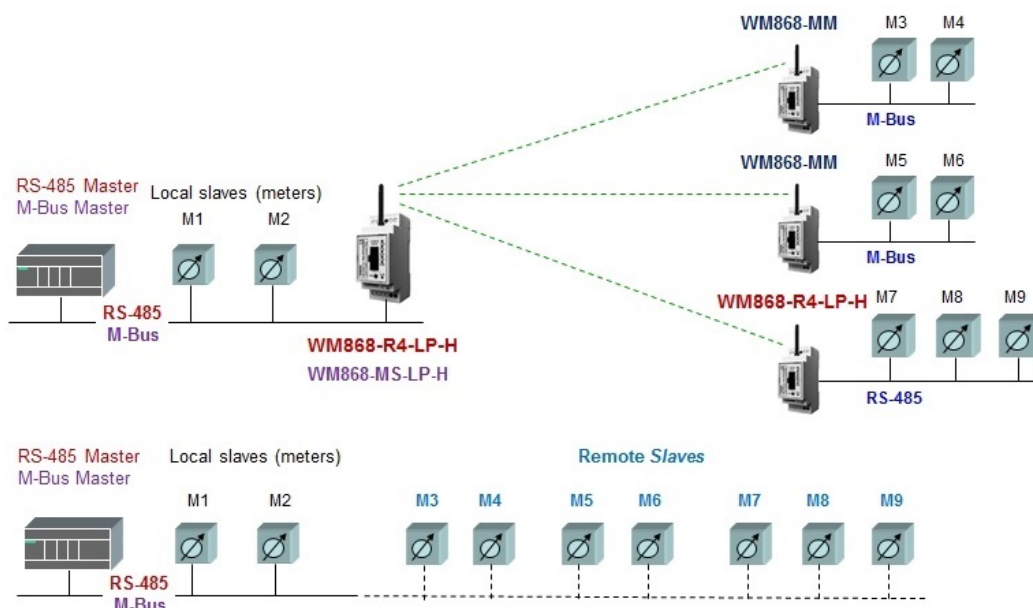 WM868-MM
M3 M4
M-Bus
WM868-MM
M5 M6
M-Bus
RS-485 Master
M-Bus Master
Local slaves (meters)
M1 M2
RS-485
M-Bus
WM868-R4-LP-H
WM868-MS-LP-H
WM868-R4-LP-H
M7 M8 M9
RS-485
RS-485 Master
M-Bus Master
Local slaves (meters)
Remote Slaves
M1 M2 M3 M4 M5 M6 M7 M8 M9
RS-485
M-Bus